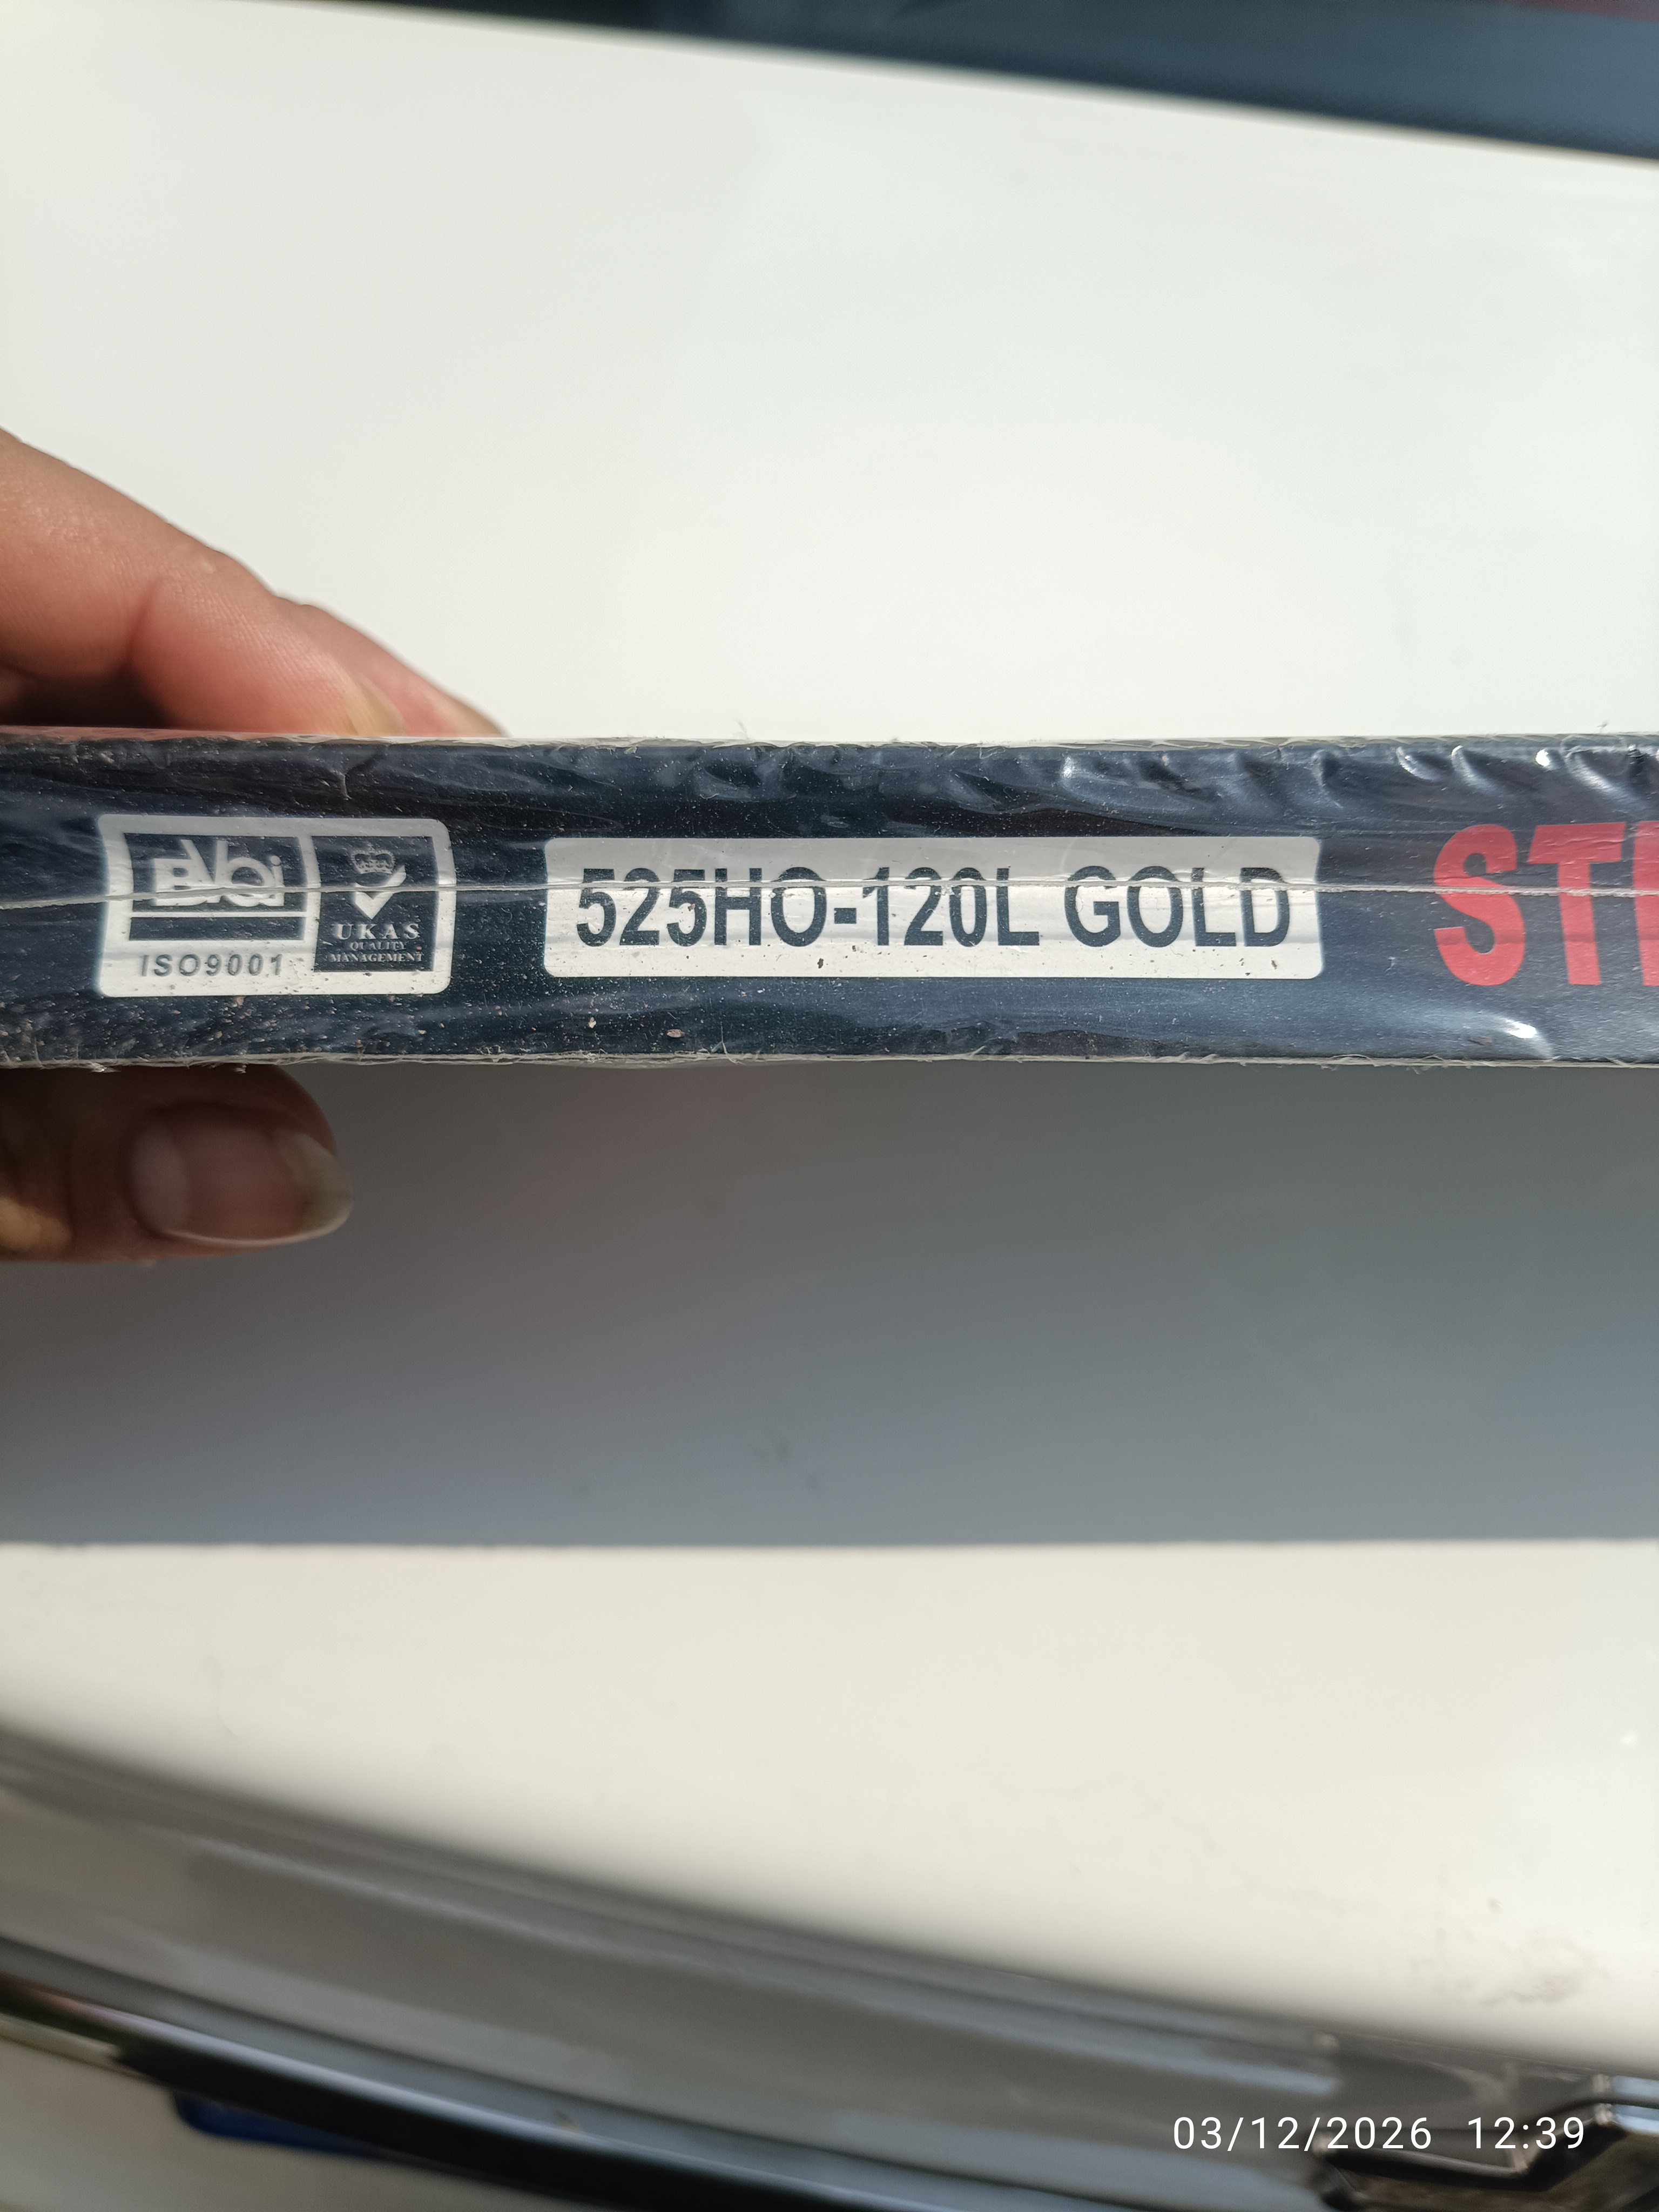 BVQi
ISO9001
UKAS
QUALITY
MANAGEMENT
525HO-120L GOLD
ST
03/12/2026 12:39